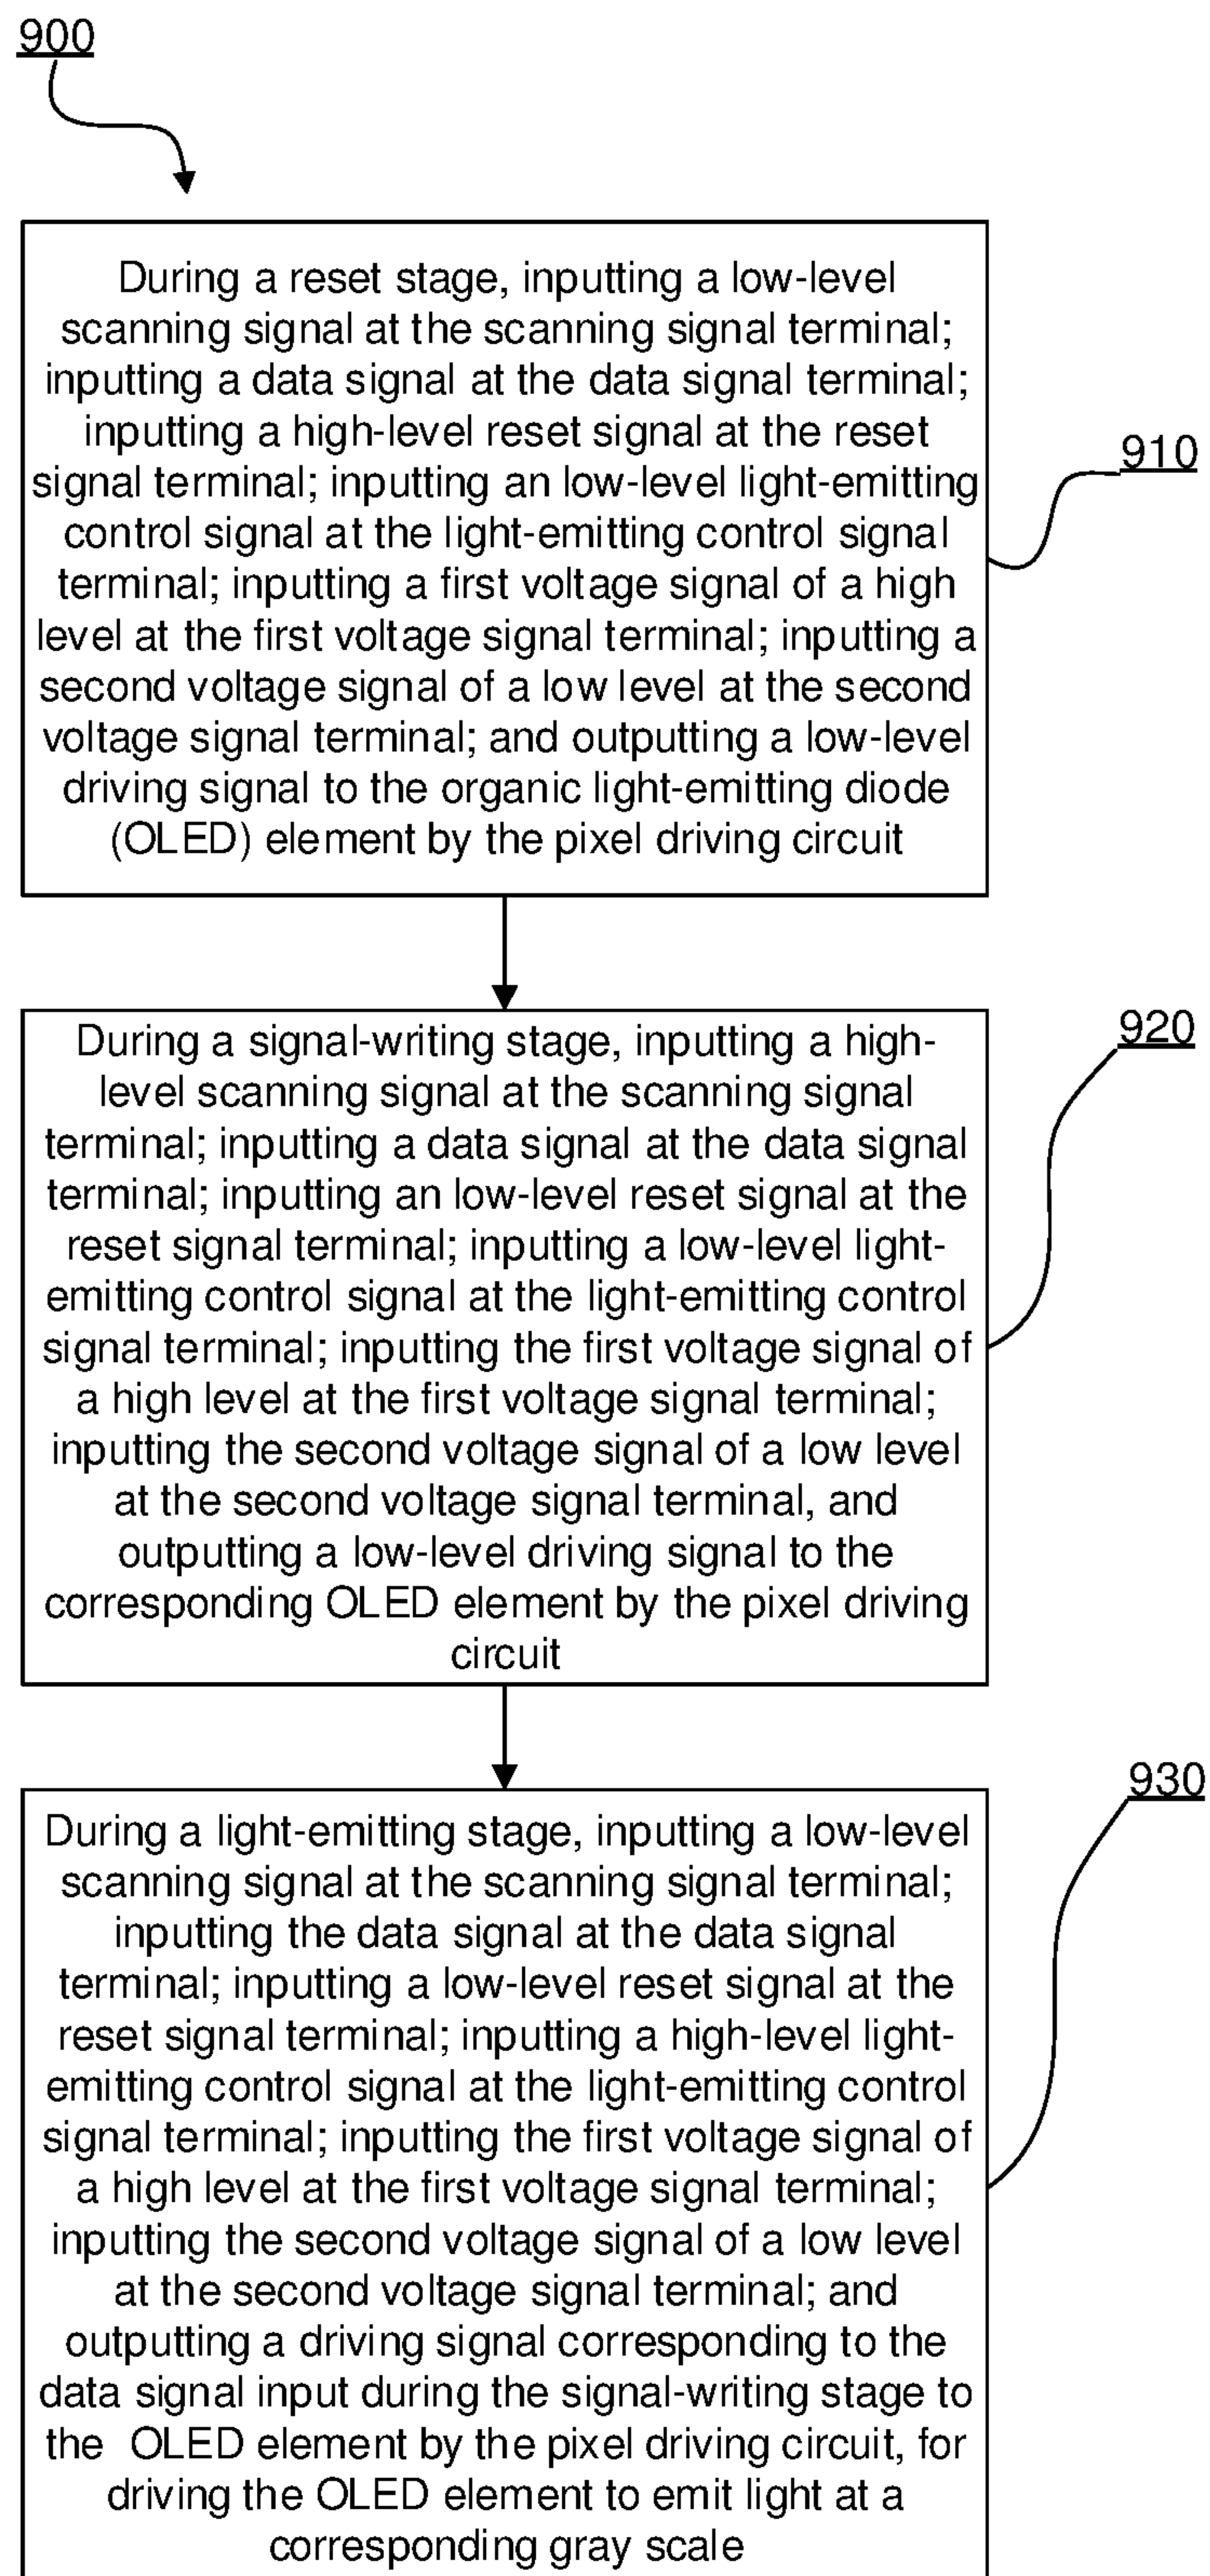 900
During a reset stage, inputting a low-level
scanning signal at the scanning signal terminal;
inputting a data signal at the data signal terminal;
inputting a high-level reset signal at the reset
signal terminal; inputting an low-level light-emitting
control signal at the light-emitting control signal
terminal; inputting a first voltage signal of a high
level at the first voltage signal terminal; inputting a
second voltage signal of a low level at the second
voltage signal terminal; and outputting a low-level
driving signal to the organic light-emitting diode
(OLED) element by the pixel driving circuit
910
During a signal-writing stage, inputting a high-
level scanning signal at the scanning signal
terminal; inputting a data signal at the data signal
terminal; inputting an low-level reset signal at the
reset signal terminal; inputting a low-level light-
emitting control signal at the light-emitting control
signal terminal; inputting the first voltage signal of
a high level at the first voltage signal terminal;
inputting the second voltage signal of a low level
at the second voltage signal terminal, and
outputting a low-level driving signal to the
corresponding OLED element by the pixel driving
circuit
920
During a light-emitting stage, inputting a low-level
scanning signal at the scanning signal terminal;
inputting the data signal at the data signal
terminal; inputting a low-level reset signal at the
reset signal terminal; inputting a high-level light-
emitting control signal at the light-emitting control
signal terminal; inputting the first voltage signal of
a high level at the first voltage signal terminal;
inputting the second voltage signal of a low level
at the second voltage signal terminal; and
outputting a driving signal corresponding to the
data signal input during the signal-writing stage to
the OLED element by the pixel driving circuit, for
driving the OLED element to emit light at a
corresponding gray scale
930